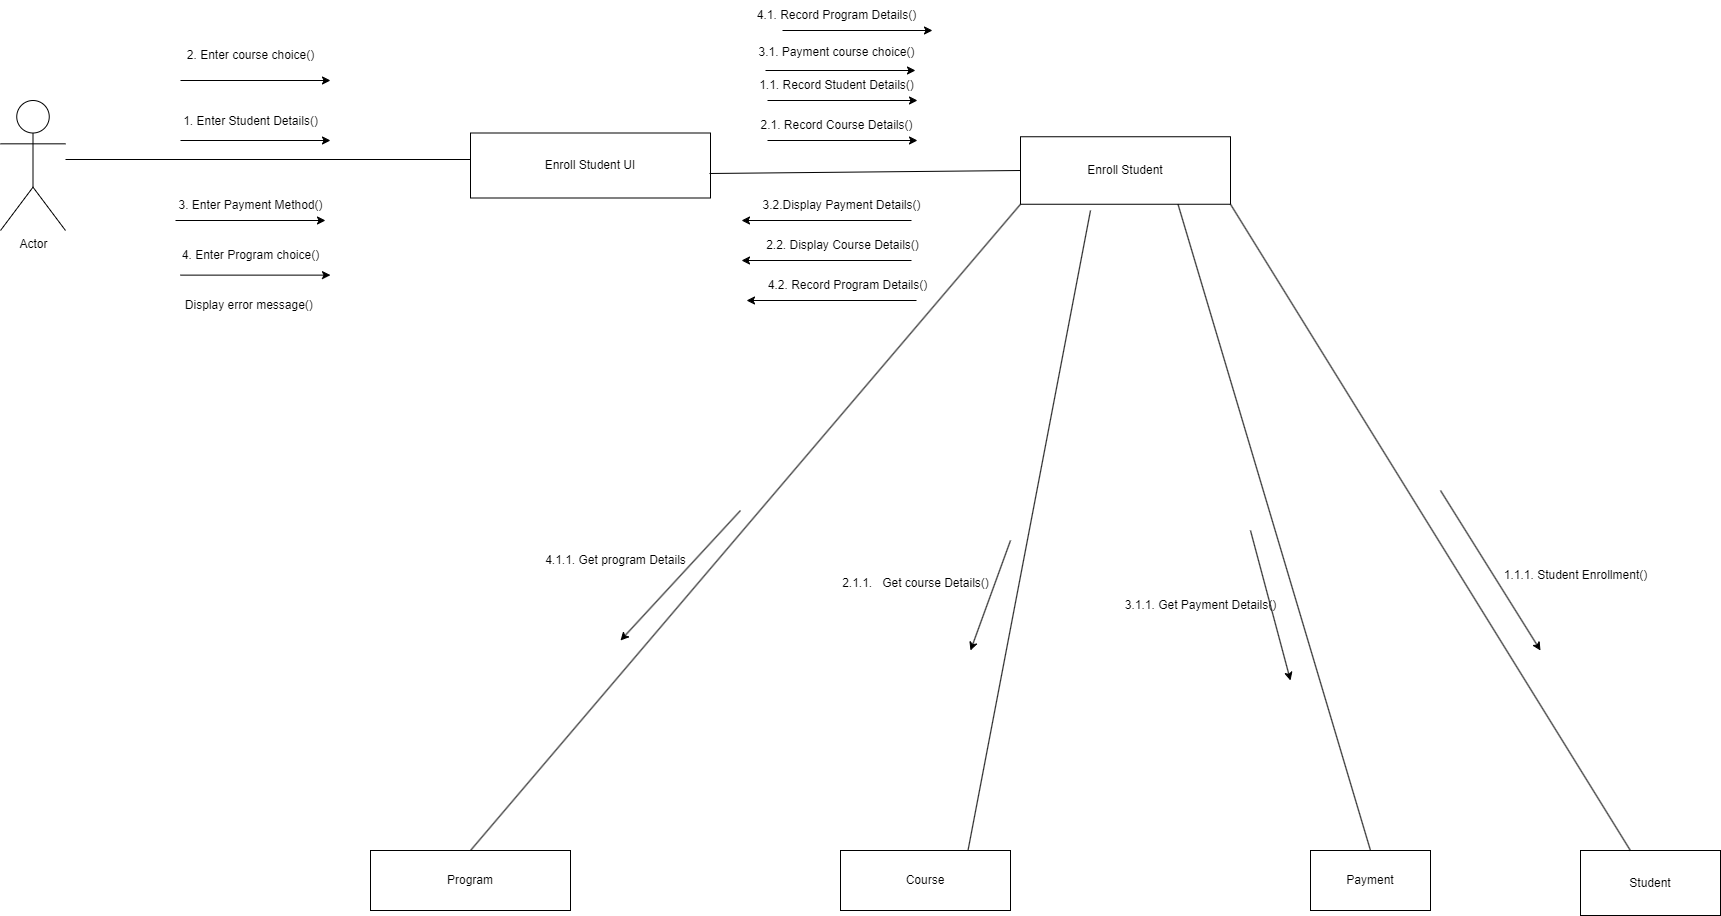 4.1. Record Program Details()
2. Enter course choice()
3.1. Payment course choice()
1.1. Record Student Details()
1. Enter Student Details()
2.1. Record Course Details()
Enroll Student UI
Enroll Student
3. Enter Payment Method()
3.2.Display Payment Details()
Actor
4. Enter Program choice()
2.2. Display Course Details()
4.2. Record Program Details()
Display error message()
4.1.1. Get program Details
2.1.1. Get course Details()
3.1.1. Get Payment Details()
1.1.1. Student Enrollment()
Program
Course
Payment
Student